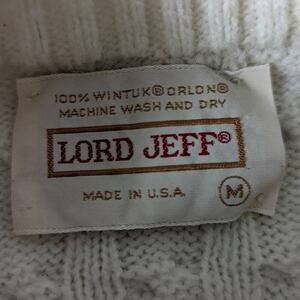 100% WINTUK® ORLON®
MACHINE WASH AND DRY
LORD JEFF®
MADE IN U.S.A. M